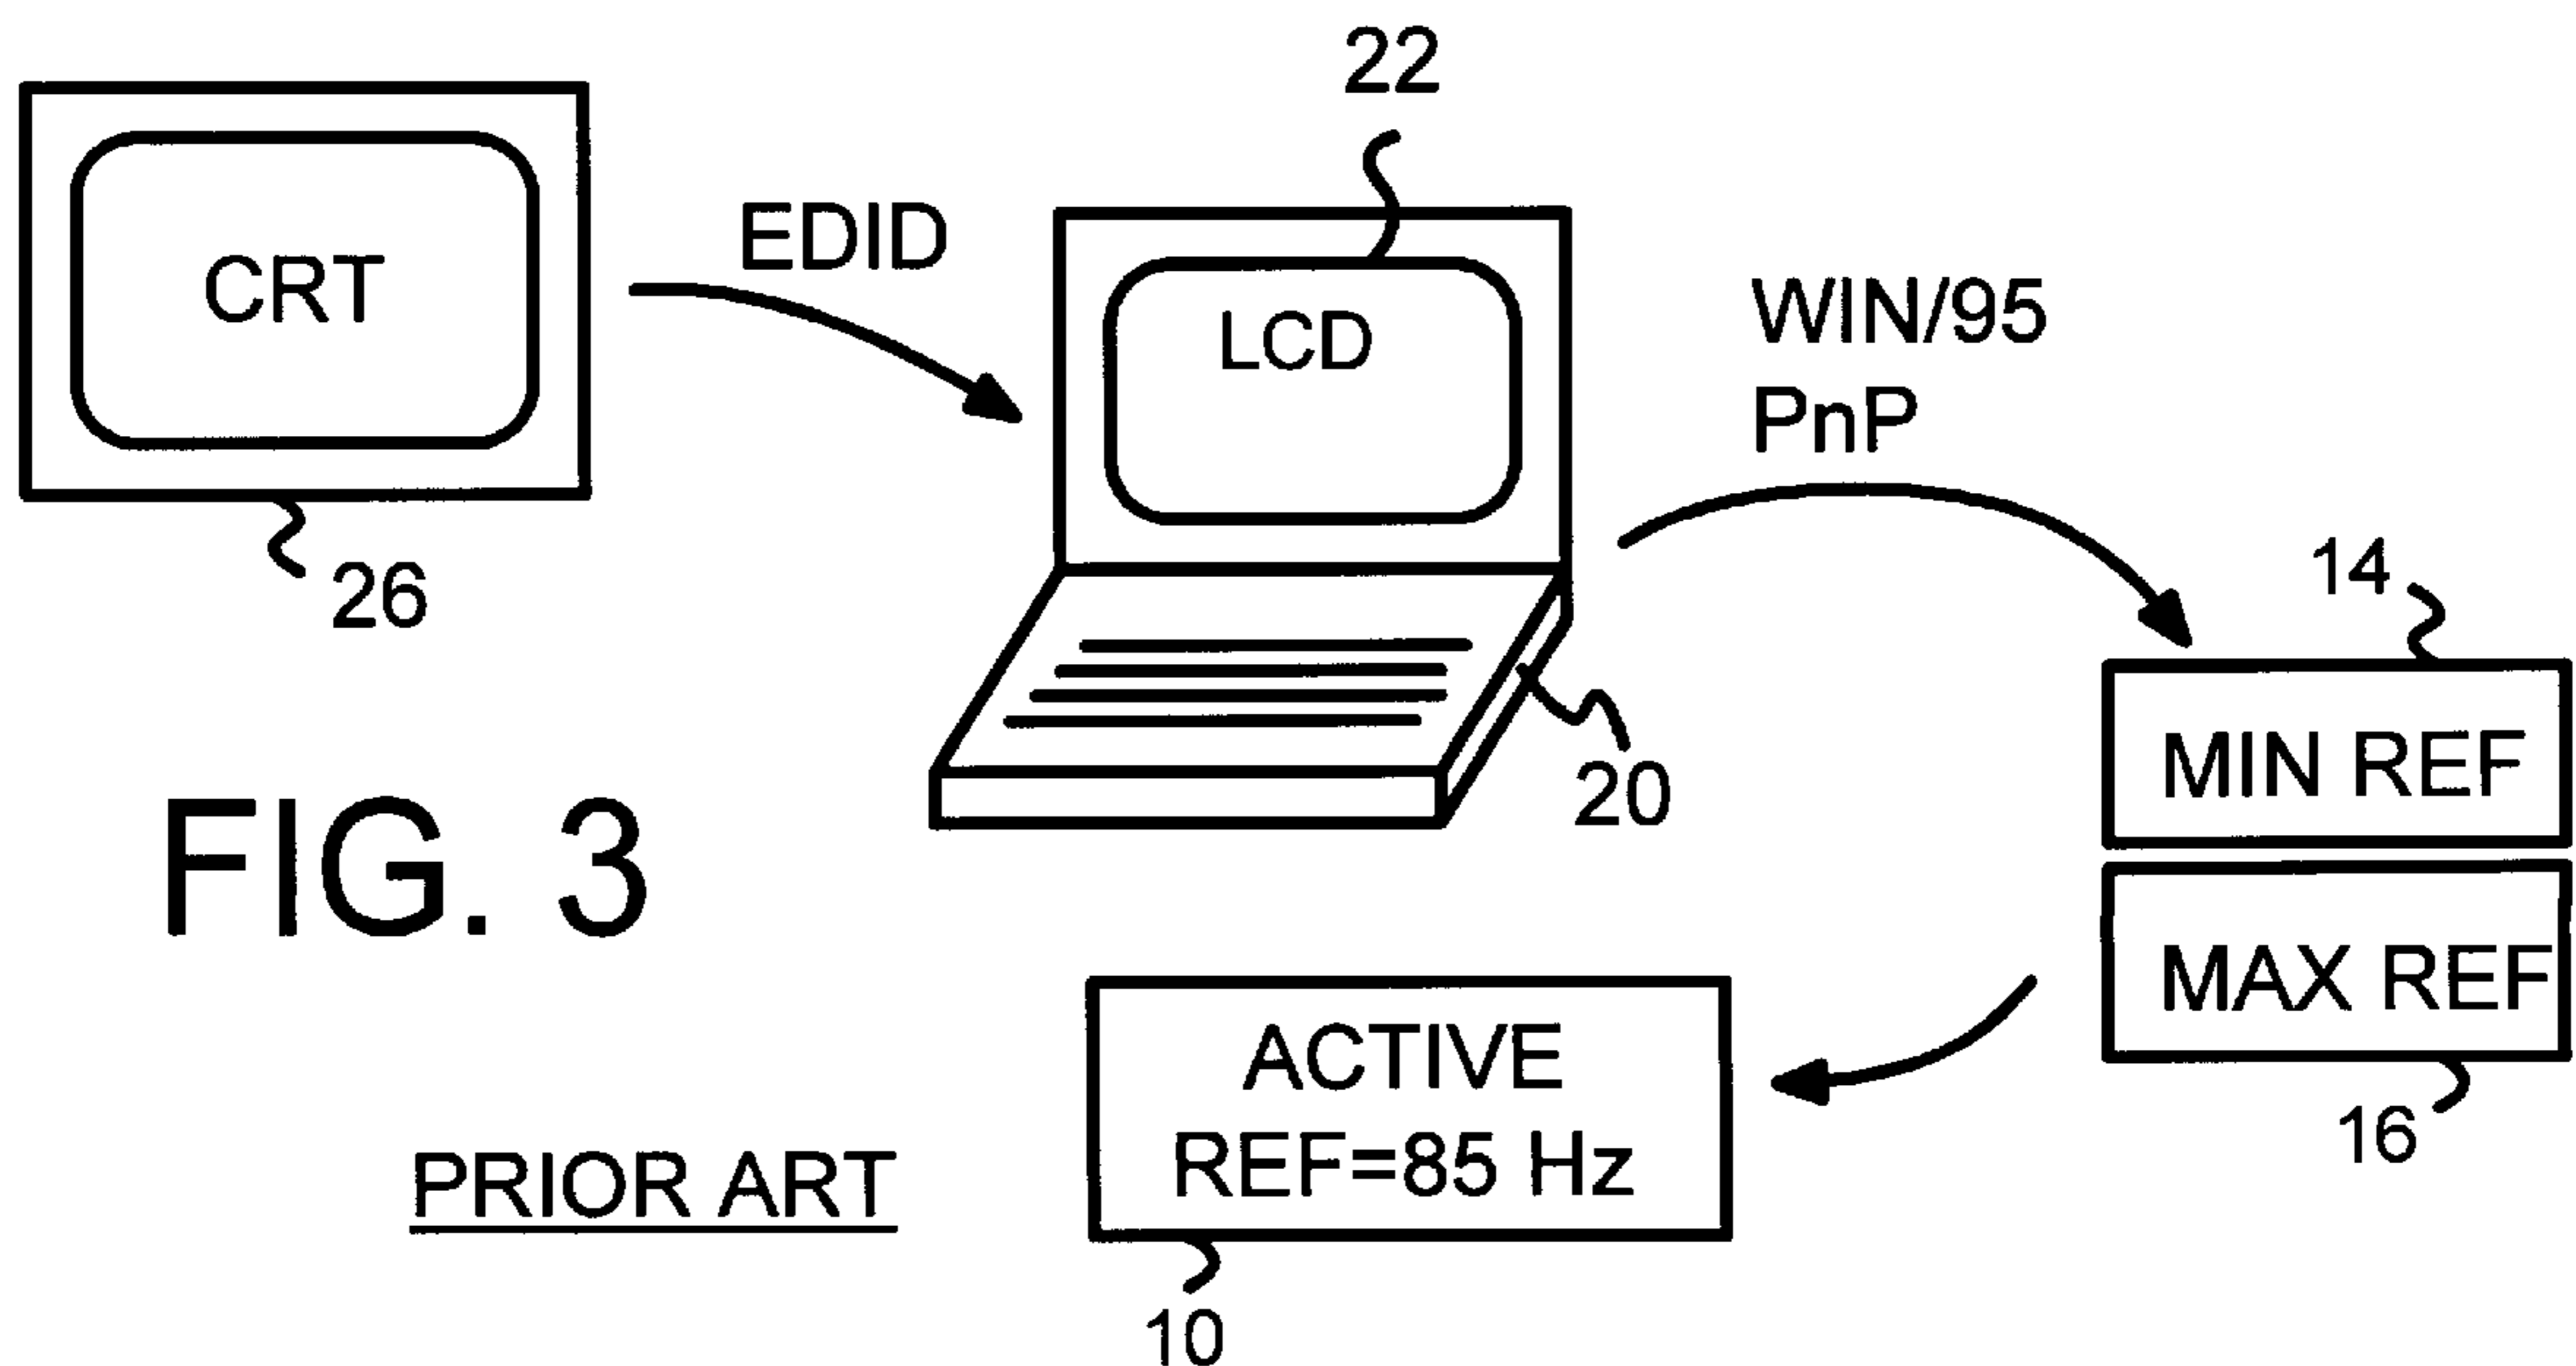 22
CRT
EDID
LCD
WIN/95
PnP
26
14
MIN REF
20
FIG. 3
MAX REF
ACTIVE
REF=85 Hz
16
PRIOR ART
10